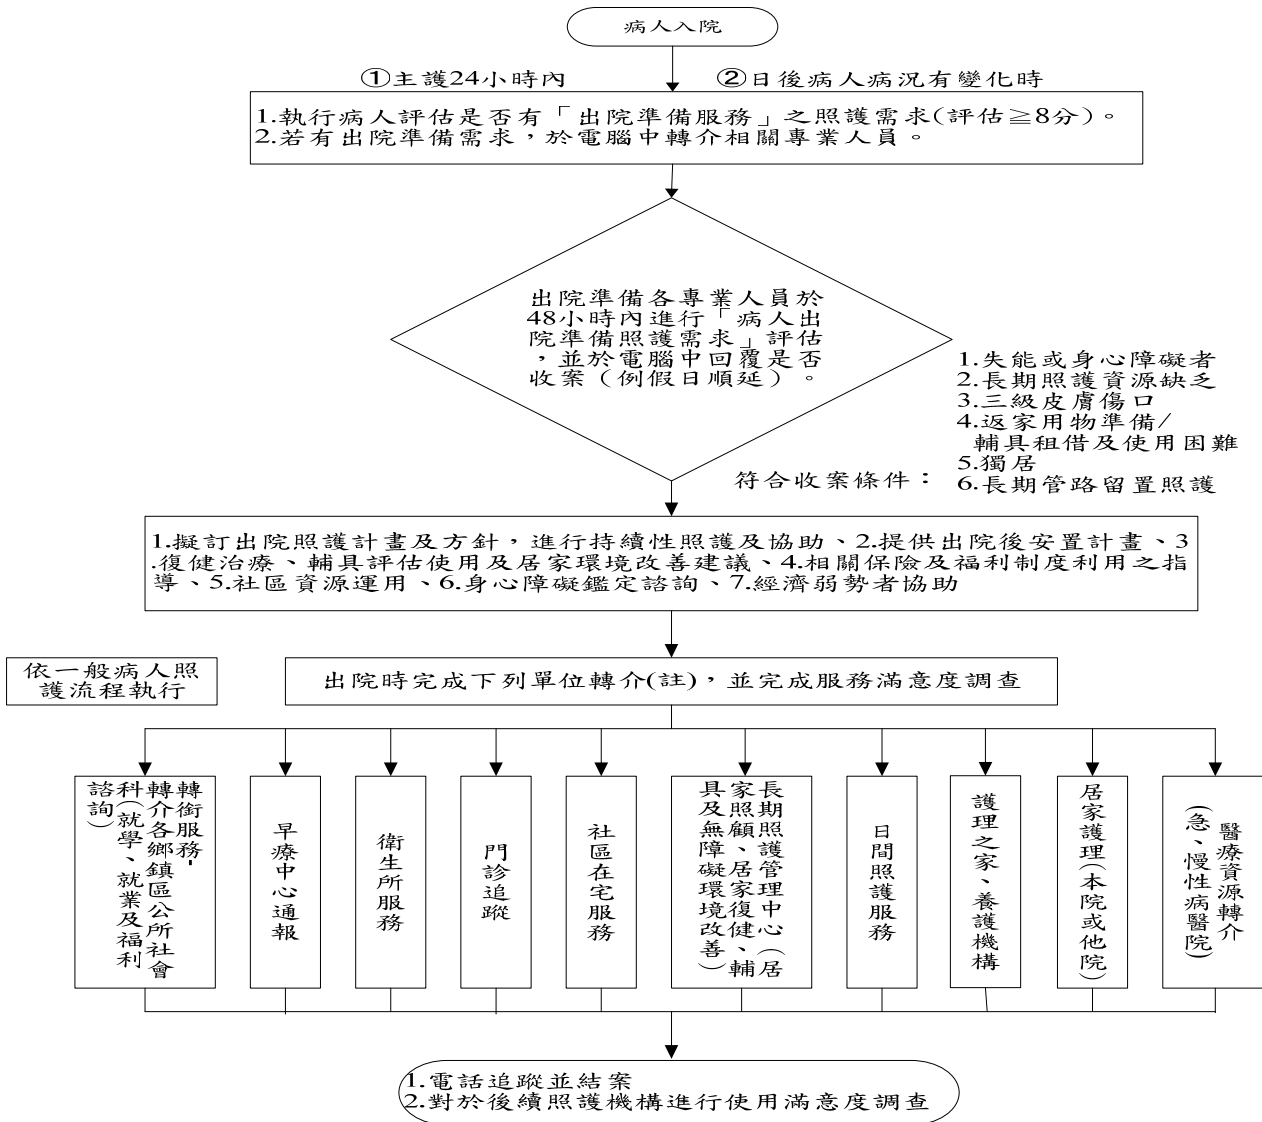 病人入院
①主護24小時內
②日後病人病況有變化時
1.執行病人評估是否有「出院準備服務」之照護需求(評估≧8分)。
2.若有出院準備需求，於電腦中轉介相關專業人員。
出院準備各專業人員於
48小時內進行「病人出
院準備照護需求」評估
，並於電腦中回覆是否
收案（例假日順延）。
符合收案條件：
1.失能或身心障礙者
2.長期照護資源缺乏
3.三級皮膚傷口
4.返家用物準備/
輔具租借及使用困難
5.獨居
6.長期管路留置照護
1.擬訂出院照護計畫及方針，進行持續性照護及協助、2.提供出院後安置計畫、3
.復健治療、輔具評估使用及居家環境改善建議、4.相關保險及福利制度利用之指
導、5.社區資源運用、6.身心障礙鑑定諮詢、7.經濟弱勢者協助
依一般病人照
護流程執行
出院時完成下列單位轉介(註)，並完成服務滿意度調查
轉銜服務-
轉介各鄉鎮區公所社會
科(就學、就業及福利
諮詢)
早療中心通報
衛生所服務
門診追蹤
社區在宅服務
長期照護管理中心(居
家照顧、居家復健、輔
具及無障礙環境改善)
日間照護服務
護理之家、養護機構
居家護理(本院或他院)
醫療資源轉介
(急、慢性病醫院)
1.電話追蹤並結案
2.對於後續照護機構進行使用滿意度調查